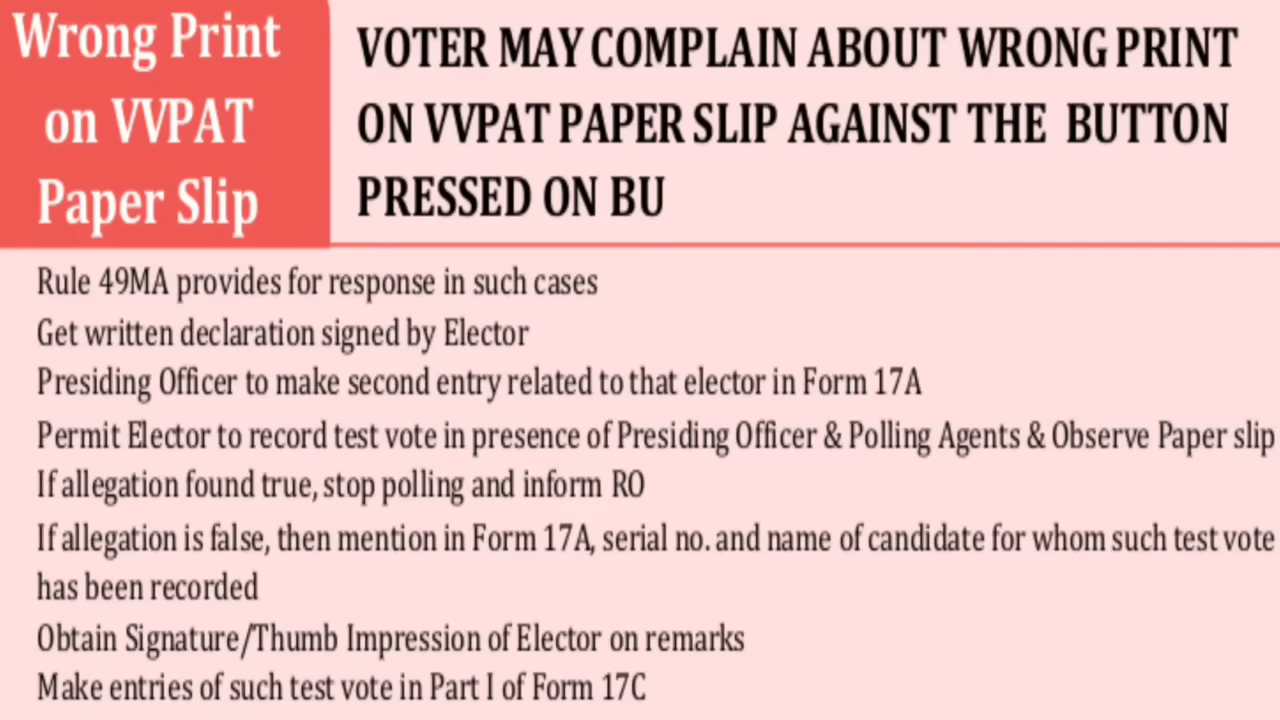 Wrong Print
on VVPAT
Paper Slip
VOTER MAY COMPLAIN ABOUT WRONG PRINT
ON VVPAT PAPER SLIP AGAINST THE BUTTON
PRESSED ON BU
Rule 49MA provides for response in such cases
Get written declaration signed by Elector
Presiding Officer to make second entry related to that elector in Form 17A
Permit Elector to record test vote in presence of Presiding Officer & Polling Agents & Observe Paper slip
If allegation found true, stop polling and inform RO
If allegation is false, then mention in Form 17A, serial no. and name of candidate for whom such test vote
has been recorded
Obtain Signature/Thumb Impression of Elector on remarks
Make entries of such test vote in Part I of Form 17C